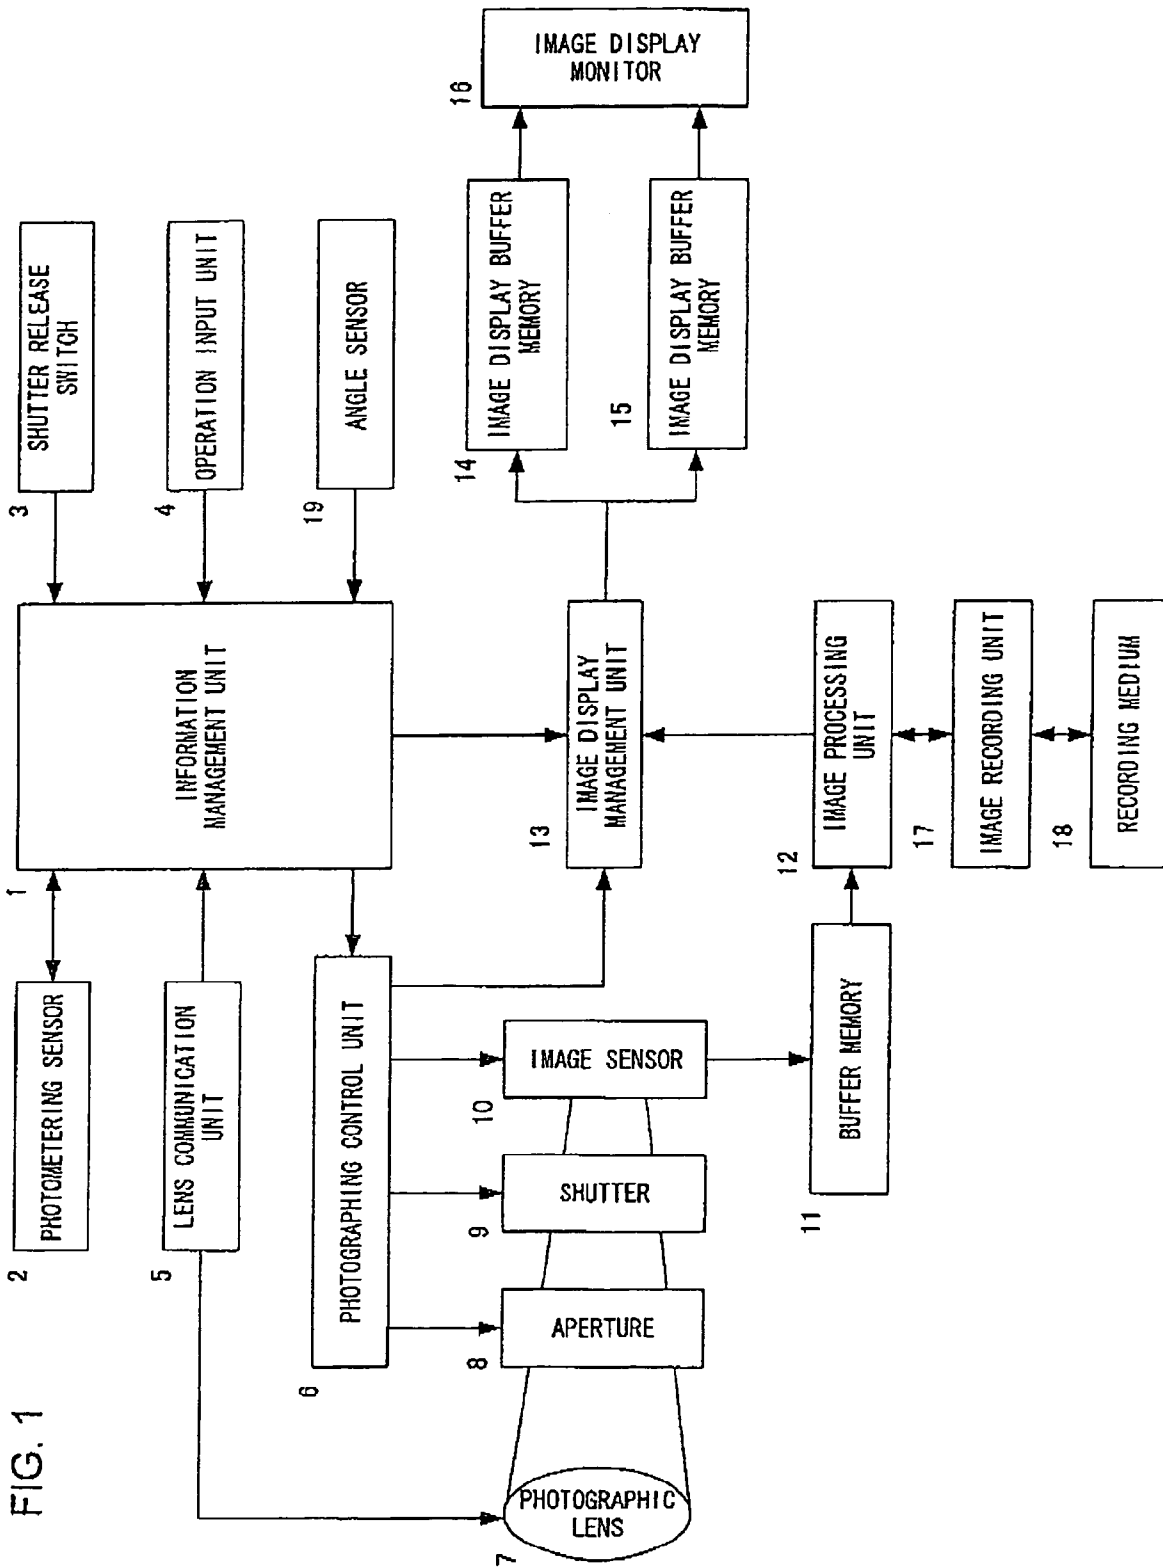 FIG. 1
1
INFORMATION
MANAGEMENT UNIT
2
PHOTOMETERING SENSOR
3
SHUTTER RELEASE
SWITCH
4
OPERATION INPUT UNIT
5
LENS COMMUNICATION
UNIT
19
ANGLE SENSOR
6
PHOTOGRAPHING CONTROL UNIT
7
PHOTOGRAPHIC
LENS
8
APERTURE
9
SHUTTER
10
IMAGE SENSOR
13
IMAGE DISPLAY
MANAGEMENT UNIT
14
IMAGE DISPLAY BUFFER
MEMORY
15
IMAGE DISPLAY BUFFER
MEMORY
16
IMAGE DISPLAY
MONITOR
11
BUFFER MEMORY
12
IMAGE PROCESSING
UNIT
17
IMAGE RECORDING UNIT
18
RECORDING MEDIUM